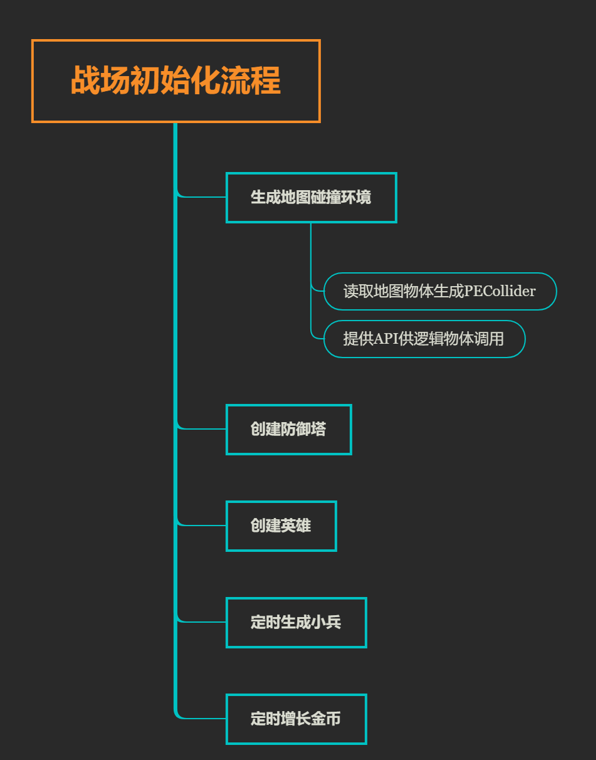 战场初始化流程
生成地图碰撞环境
读取地图物体生成PECollider
提供API供逻辑物体调用
创建防御塔
创建英雄
定时生成小兵
定时增长金币